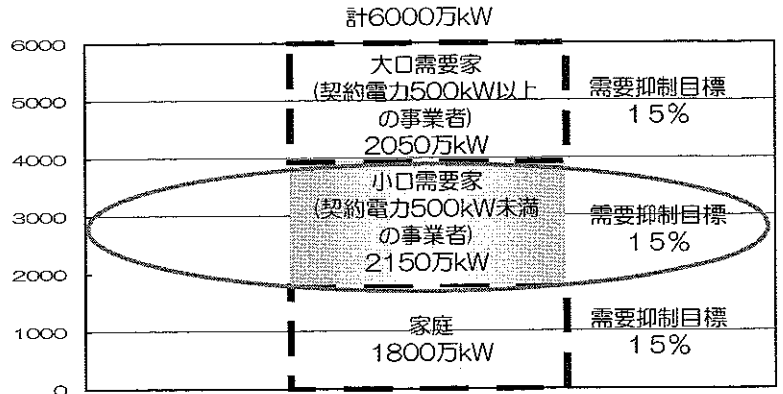 計6000万kW
6000
5000
4000
3000
2000
1000
0
大口需要家
(契約電力500kW以上
の事業者)
2050万kW
需要抑制目標
15%
小口需要家
(契約電力500kW未満
の事業者)
2150万kW
需要抑制目標
15%
家庭
1800万kW
需要抑制目標
15%